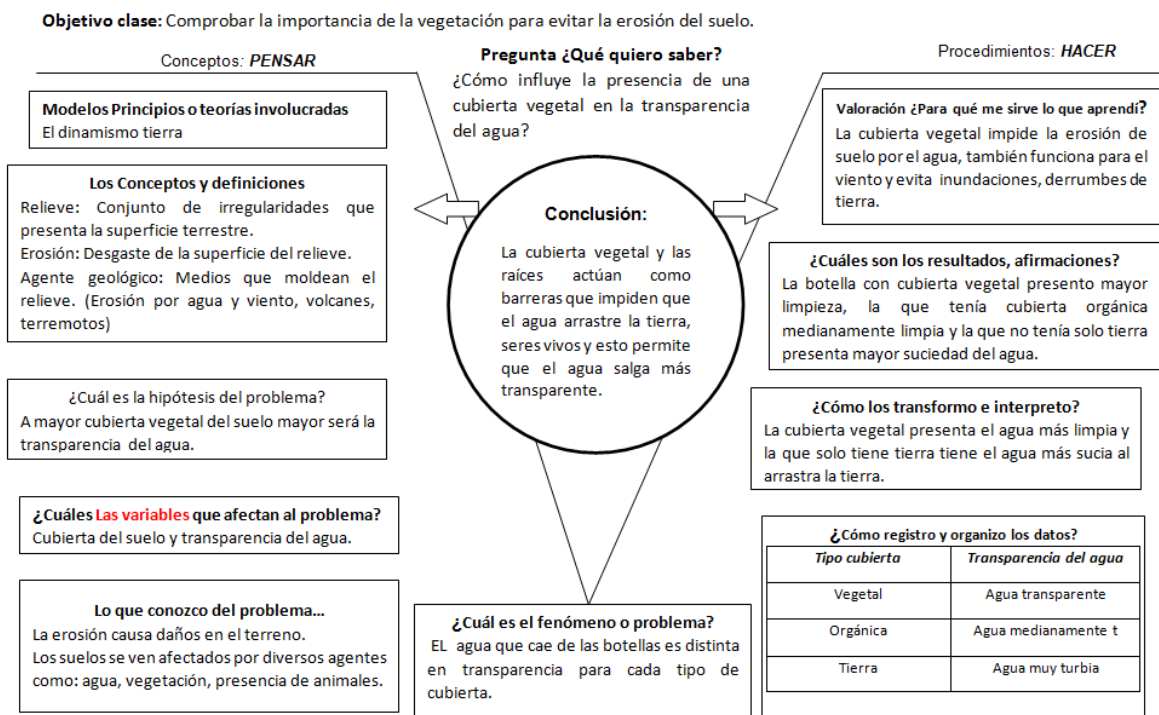 Objetivo clase: Comprobar la importancia de la vegetación para evitar la erosión del suelo.
Conceptos: PENSAR
Pregunta ¿Qué quiero saber?
¿Cómo influye la presencia de una
cubierta vegetal en la transparencia
del agua?
Procedimientos: HACER
Modelos Principios o teorías involucradas
El dinamismo tierra
Los Conceptos y definiciones
Relieve: Conjunto de irregularidades que
presenta la superficie terrestre.
Erosión: Desgaste de la superficie del relieve.
Agente geológico: Medios que moldean el
relieve. (Erosión por agua y viento, volcanes,
terremotos)
¿Cuál es la hipótesis del problema?
A mayor cubierta vegetal del suelo mayor será la
transparencia del agua.
¿Cuáles Las variables que afectan al problema?
Cubierta del suelo y transparencia del agua.
Lo que conozco del problema...
La erosión causa daños en el terreno.
Los suelos se ven afectados por diversos agentes
como: agua, vegetación, presencia de animales.
Conclusión:
La cubierta vegetal y las
raíces actúan como
barreras que impiden que
el agua arrastre la tierra,
seres vivos y esto permite
que el agua salga más
transparente.
¿Cuál es el fenómeno o problema?
EL agua que cae de las botellas es distinta
en transparencia para cada tipo de
cubierta.
Valoración ¿Para qué me sirve lo que aprendí?
La cubierta vegetal impide la erosión de
suelo por el agua, también funciona para el
viento y evita inundaciones, derrumbes de
tierra.
¿Cuáles son los resultados, afirmaciones?
La botella con cubierta vegetal presento mayor
limpieza, la que tenía cubierta orgánica
medianamente limpia y la que no tenía solo tierra
presenta mayor suciedad del agua.
¿Cómo los transformo e interpreto?
La cubierta vegetal presenta el agua más limpia y
la que solo tiene tierra tiene el agua más sucia al
arrastra la tierra.
¿Cómo registro y organizo los datos?
Tipo cubierta Transparencia del agua
Vegetal Agua transparente
Orgánica Agua medianamente t
Tierra Agua muy turbia